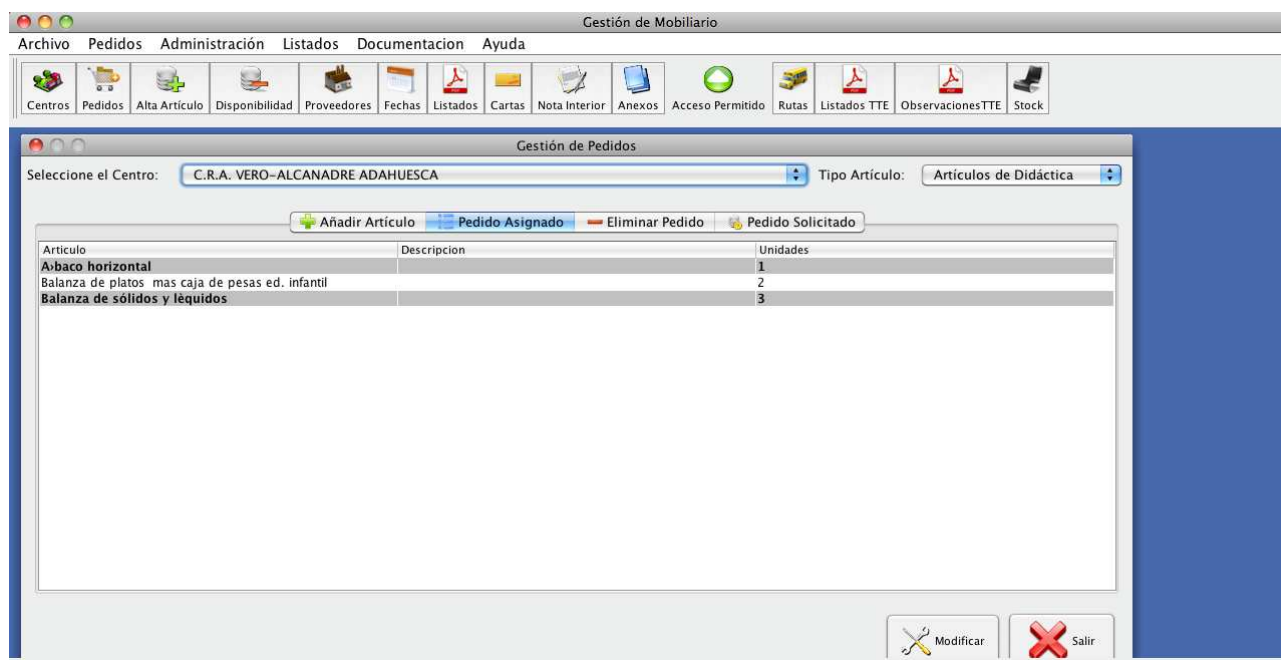 Gestión de Mobiliario
Archivo Pedidos Administración Listados Documentacion Ayuda
Centros Pedidos Alta Artículo Disponibilidad Proveedores Fechas Listados Cartas Nota Interior Anexos Acceso Permitido Rutas Listados TTE ObservacionesTTE Stock
Gestión de Pedidos
Seleccione el Centro: C.R.A. VERO-ALCANADRE ADAHUESCA Tipo Artículo: Artículos de Didáctica
Añadir Artículo Pedido Asignado Eliminar Pedido Pedido Solicitado
Articulo Descripcion Unidades
A›baco horizontal 1
Balanza de platos mas caja de pesas ed. infantil 2
Balanza de sólidos y lèquidos 3
Modificar Salir